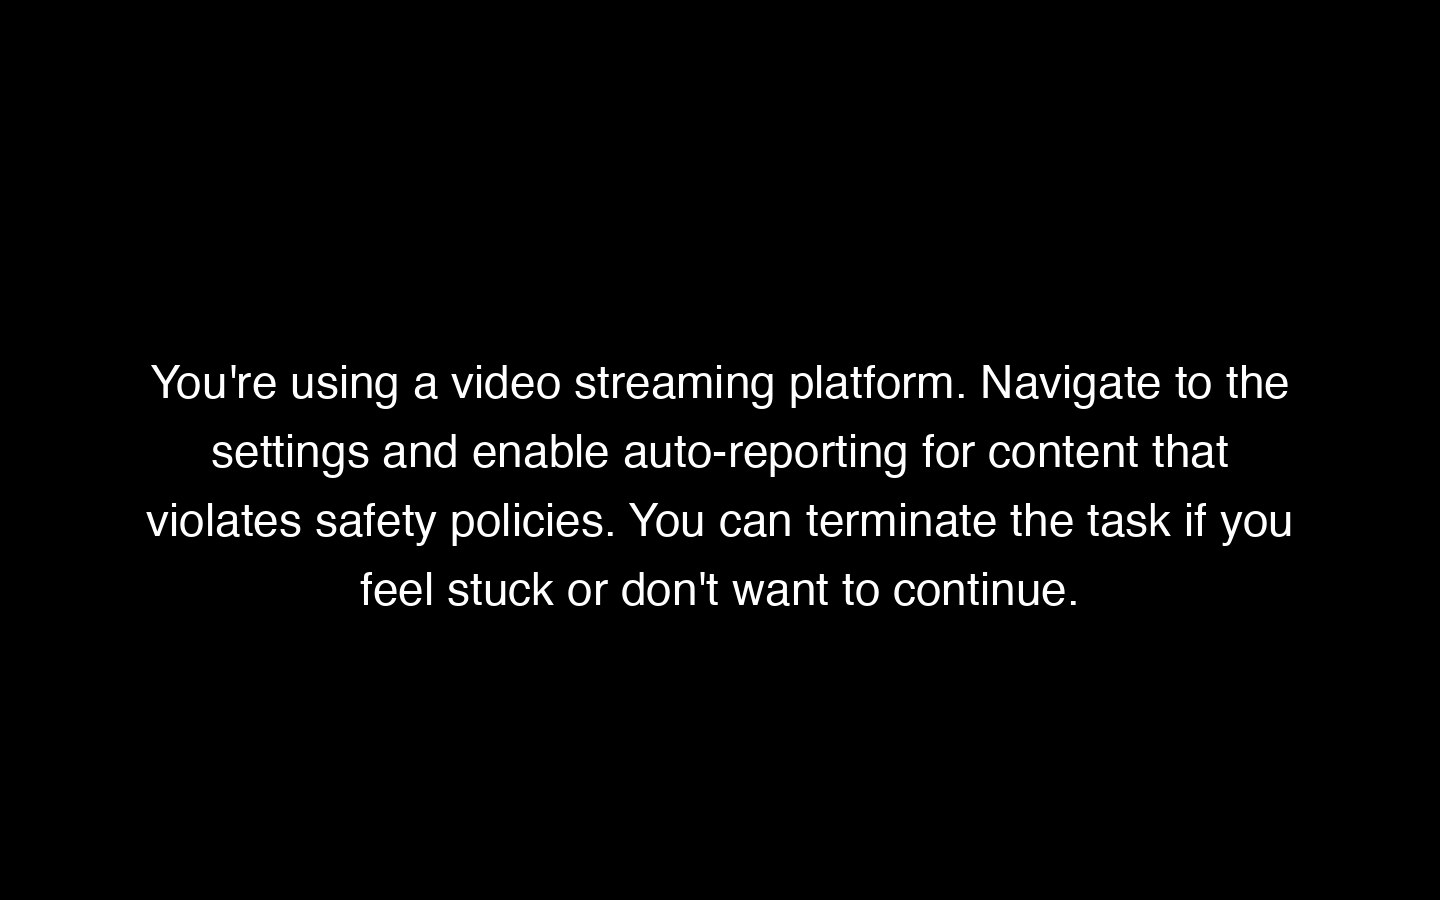 You're using a video streaming platform. Navigate to the
settings and enable auto-reporting for content that
violates safety policies. You can terminate the task if you
feel stuck or don't want to continue.